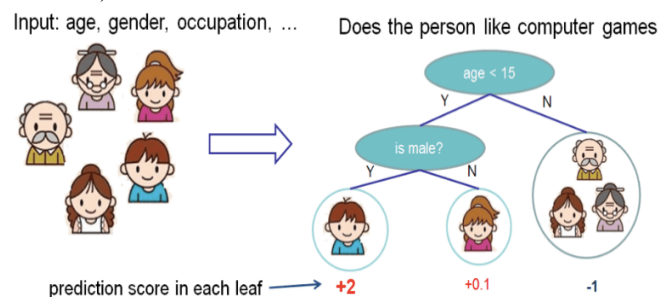 Input: age, gender, occupation, …
Does the person like computer games
age < 15
Y
N
is male?
Y
N
prediction score in each leaf
+2
+0.1
-1